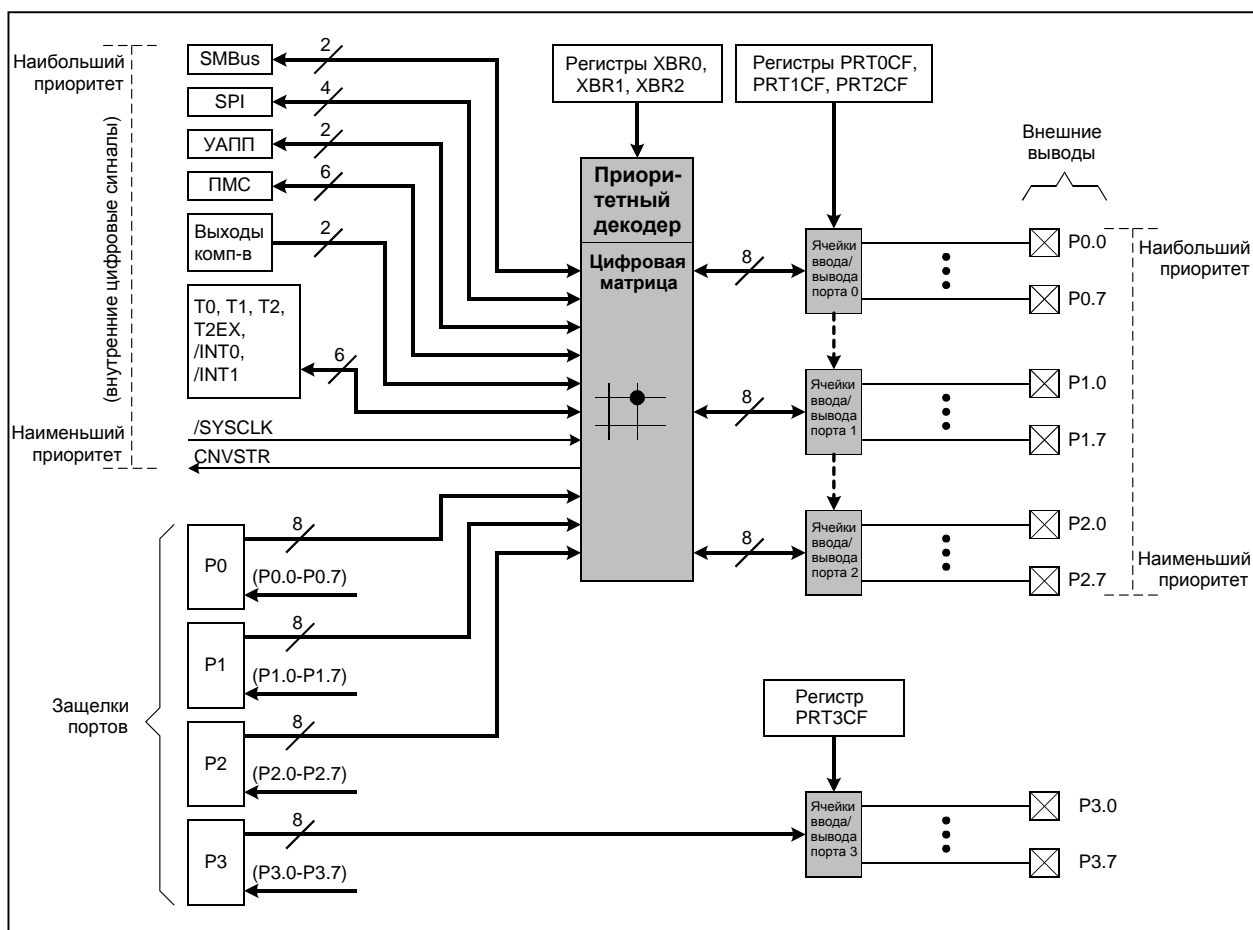 Наибольший
приоритет
(внутренние цифровые сигналы)
Наименьший
приоритет
SMBus
2
SPI
4
УАПП
2
ПМС
6
Выходы
комп-в
2
T0, T1, T2,
T2EX,
/INT0,
/INT1
6
/SYSCLK
CNVSTR
Регистры XBR0,
XBR1, XBR2
Регистры PRT0CF,
PRT1CF, PRT2CF
Приори-
тетный
декодер
Цифровая
матрица
8
8
8
Ячейки
ввода/
вывода
порта 0
Ячейки
ввода/
вывода
порта 1
Ячейки
ввода/
вывода
порта 2
Внешние
выводы
P0.0
P0.7
P1.0
P1.7
P2.0
P2.7
Наибольший
приоритет
Наименьший
приоритет
Защелки
портов
P0
8
(P0.0-P0.7)
P1
8
(P1.0-P1.7)
P2
8
(P2.0-P2.7)
P3
8
(P3.0-P3.7)
Регистр
PRT3CF
Ячейки
ввода/
вывода
порта 3
P3.0
P3.7